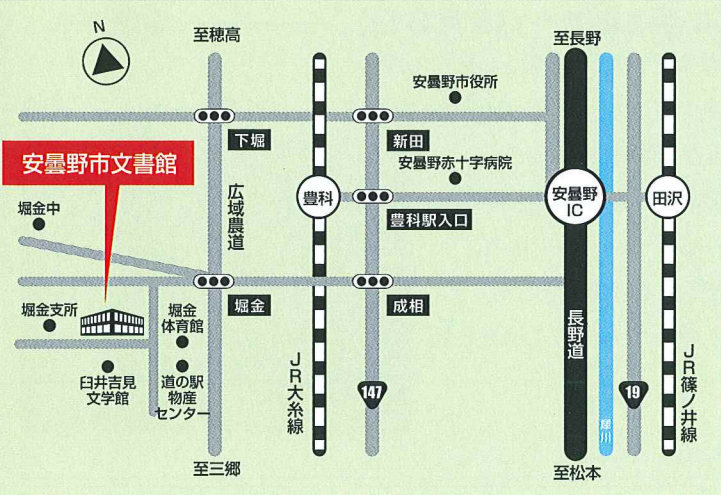 N
至穂高
至長野
安曇野市役所
下堀
新田
安曇野市文書館
安曇野赤十字病院
広域農道
豊科
安曇野
IC
田沢
堀金中
豊科駅入口
堀金
成相
堀金支所
堀金
体育館
長野道
JR大糸線
JR篠ノ井線
臼井吉見
文学館
道の駅
物産
センター
147
19
犀川
至三郷
至松本